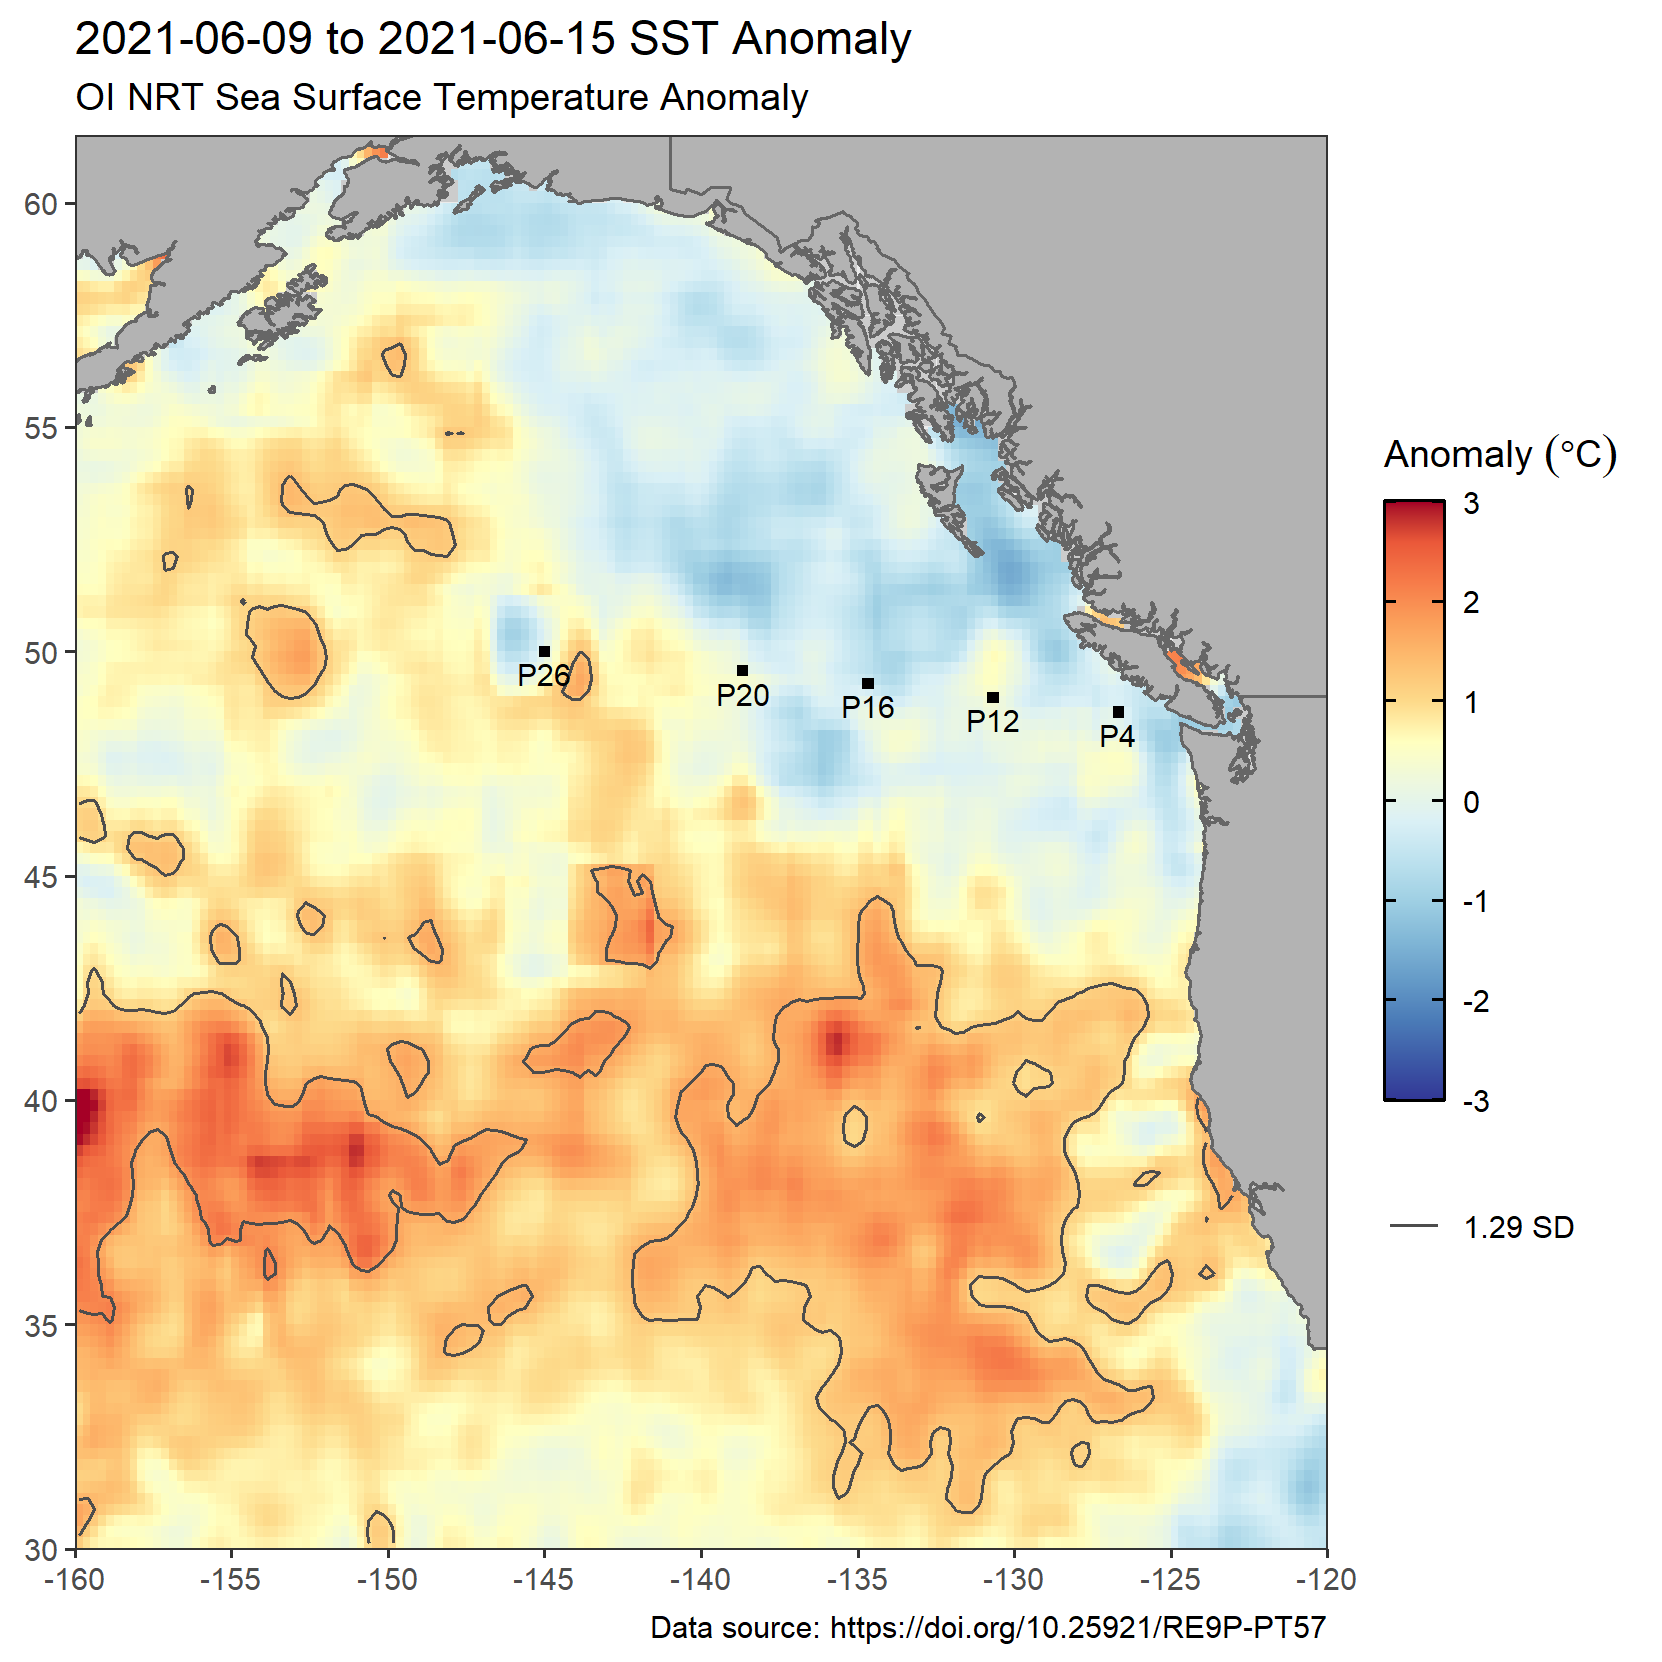 2021-06-09 to 2021-06-15 SST Anomaly
OI NRT Sea Surface Temperature Anomaly
60
55
50
45
40
35
30
-160
-155
-150
-145
-140
-135
-130
-125
-120
P26
P20
P16
P12
P4
Anomaly (°C)
3
2
1
0
-1
-2
-3
1.29 SD
Data source: https://doi.org/10.25921/RE9P-PT57